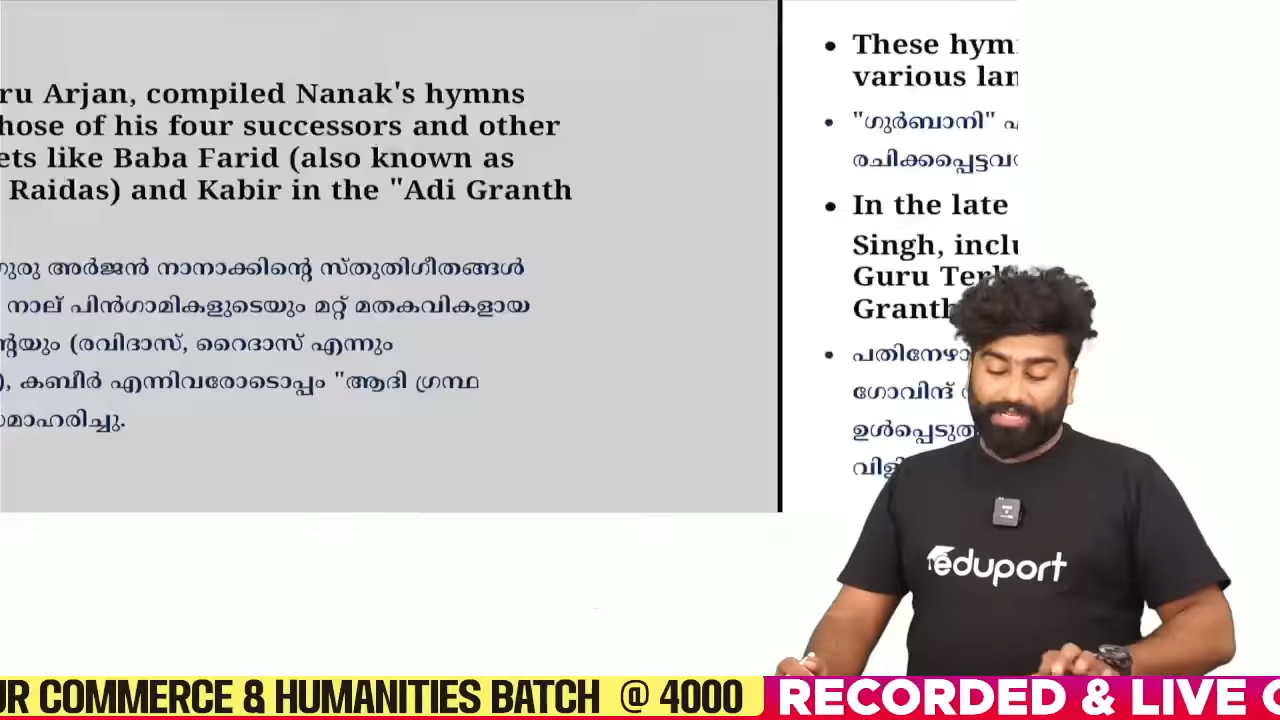 ru Arjan, compiled Nanak's hymns
hose of his four successors and other
ets like Baba Farid (also known as
Raidas) and Kabir in the "Adi Granth
ഗുരു അർജൻ നാനാക്കിന്റെ സ്തുതിഗീതങ്ങൾ
നാല് പിൻഗാമികളുടെയും മറ്റ് മതകവികളായ
ന്റെയും (രവിദാസ്, റൈദാസ് എന്നും
), കബീർ എന്നിവരോടൊപ്പം "ആദി ഗ്രന്ഥ
സമാഹരിച്ചു.
• These hym
various lan
• "ഗുർബാനി" എ
രചിക്കപ്പെട്ടവ
• In the late
Singh, inclu
Guru Te
Granth
• പതിനേഴാ
ഗോവിന്ദ്
ഉൾപ്പെടുത
വിളി
eduport
UR COMMERCE & HUMANITIES BATCH @ 4000
RECORDED & LIVE C